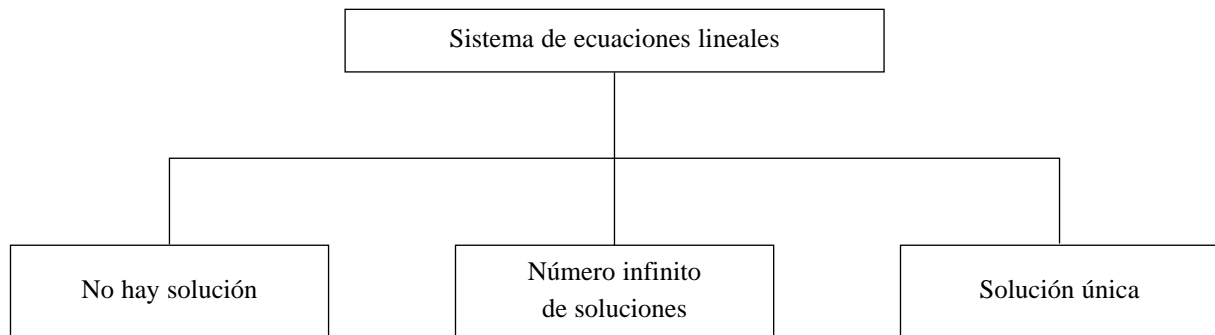 Sistema de ecuaciones lineales
No hay solución
Número infinito
de soluciones
Solución única